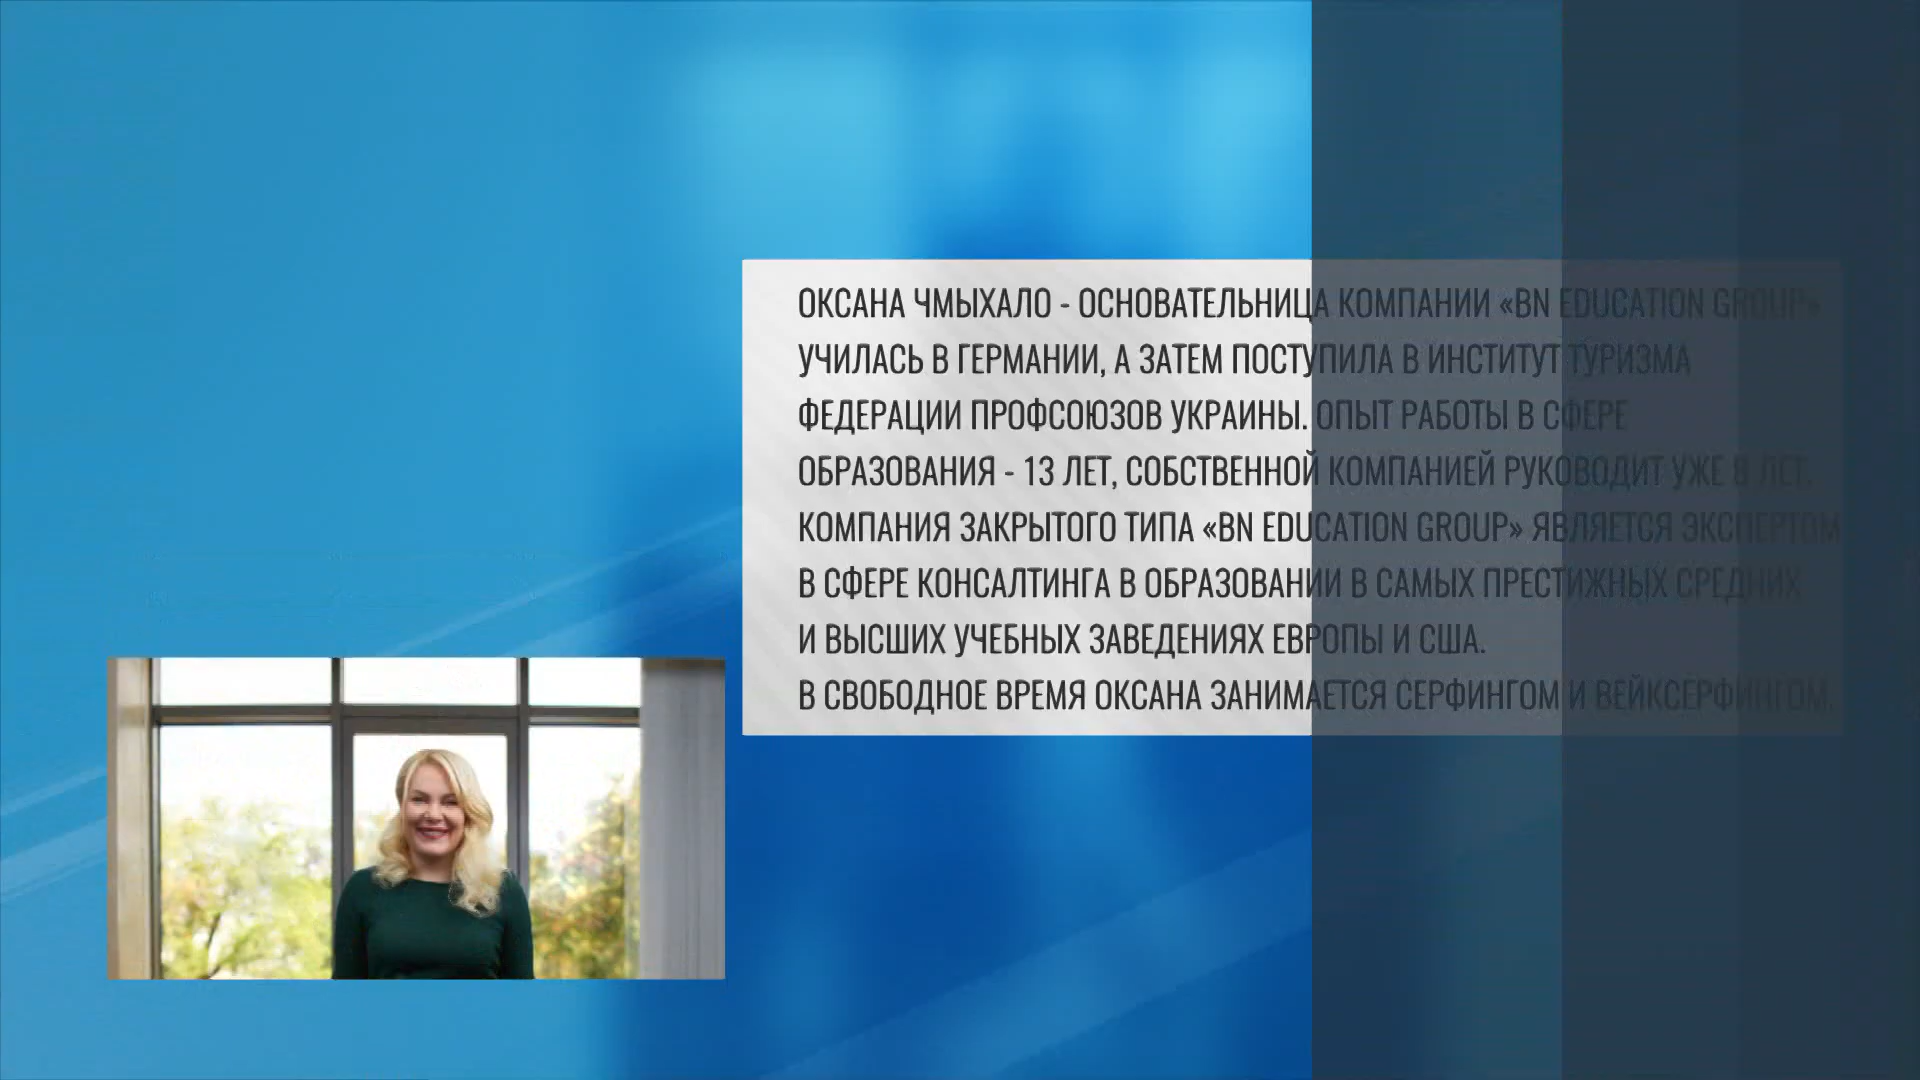 ОКСАНА ЧМЫХАЛО - ОСНОВАТЕЛЬНИЦА КОМПАНИИ «BN EDUCATION GROUP»
УЧИЛАСЬ В ГЕРМАНИИ, А ЗАТЕМ ПОСТУПИЛА В ИНСТИТУТ ТУРИЗМА
ФЕДЕРАЦИИ ПРОФСОЮЗОВ УКРАИНЫ. ОПЫТ РАБОТЫ В СФЕРЕ
ОБРАЗОВАНИЯ - 13 ЛЕТ, СОБСТВЕННОЙ КОМПАНИЕЙ РУКОВОДИТ УЖЕ 8 ЛЕТ.
КОМПАНИЯ ЗАКРЫТОГО ТИПА «BN EDUCATION GROUP» ЯВЛЯЕТСЯ ЭКСПЕРТОМ
В СФЕРЕ КОНСАЛТИНГА В ОБРАЗОВАНИИ В САМЫХ ПРЕСТИЖНЫХ СРЕДНИХ
И ВЫСШИХ УЧЕБНЫХ ЗАВЕДЕНИЯХ ЕВРОПЫ И США.
В СВОБОДНОЕ ВРЕМЯ ОКСАНА ЗАНИМАЕТСЯ СЕРФИНГОМ И ВЕЙКСЕРФИНГОМ.